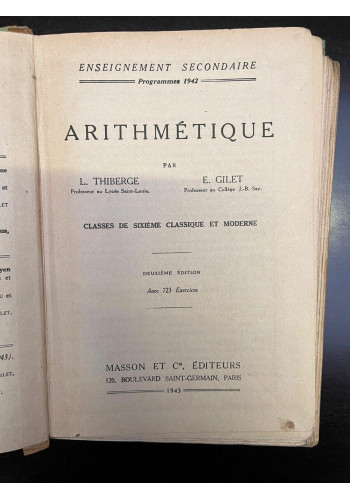 ENSEIGNEMENT SECONDAIRE
Programmes 1942
ARITHMÉTIQUE
PAR
L. THIBERGE
Professeur au Lycée Saint-Louis,
E. GILET
Professeur au Collège J.-B. Say.
CLASSES DE SIXIÈME CLASSIQUE ET MODERNE
DEUXIÈME ÉDITION
Avec 723 Exercices
MASSON ET Cie, ÉDITEURS
120, BOULEVARD SAINT-GERMAIN, PARIS
1943